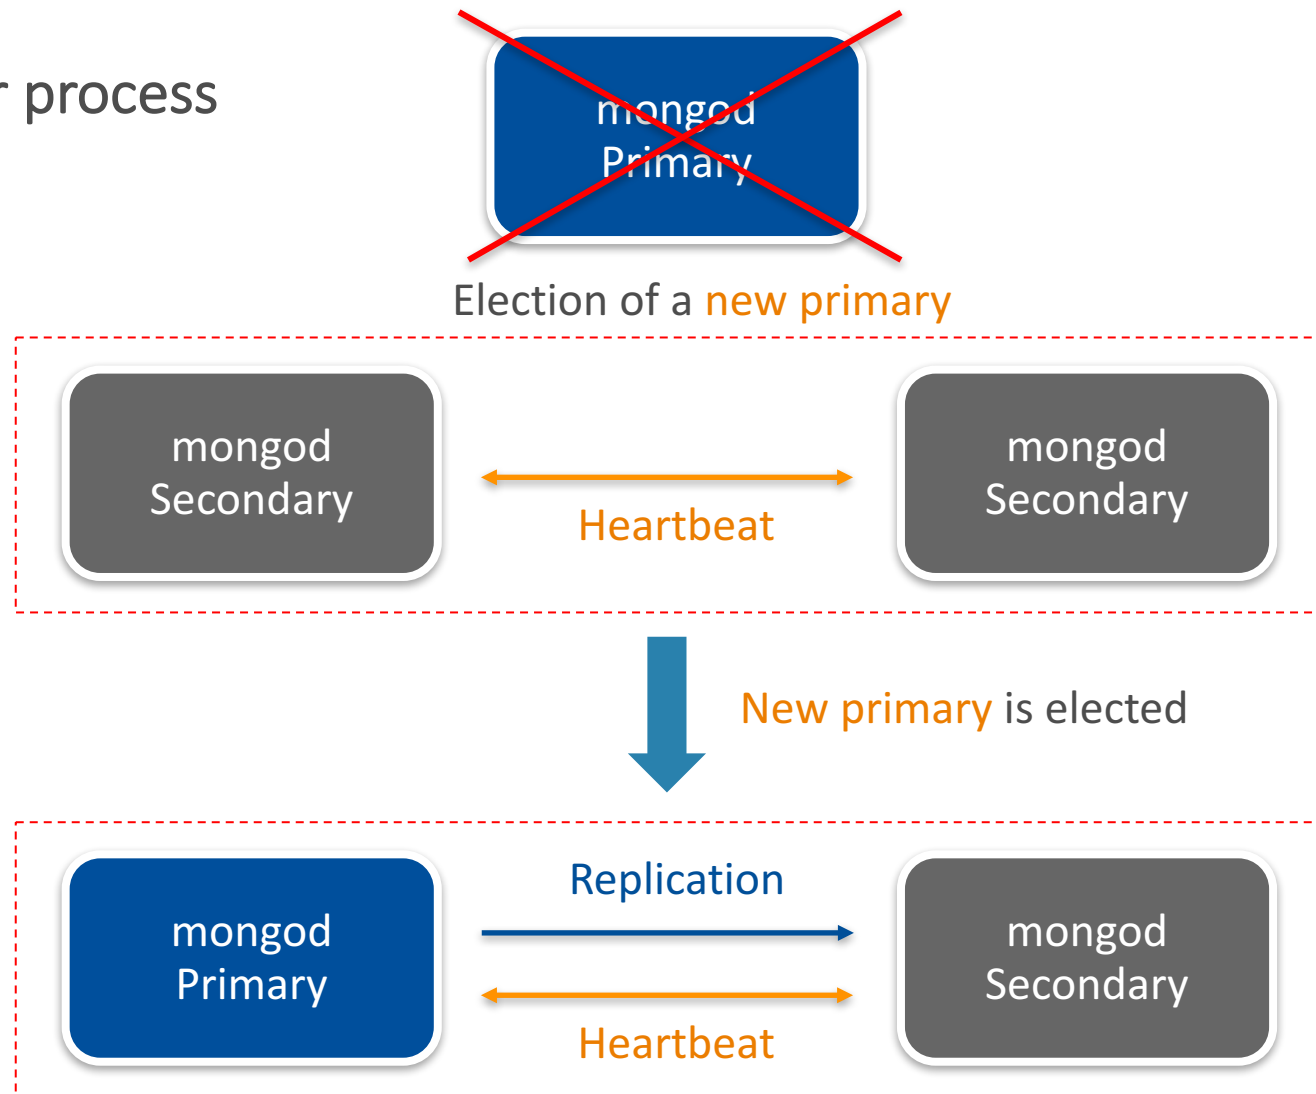 process
mongod
Primary
Election of a new primary
mongod
Secondary
Heartbeat
mongod
Secondary
New primary is elected
mongod
Primary
Replication
Heartbeat
mongod
Secondary